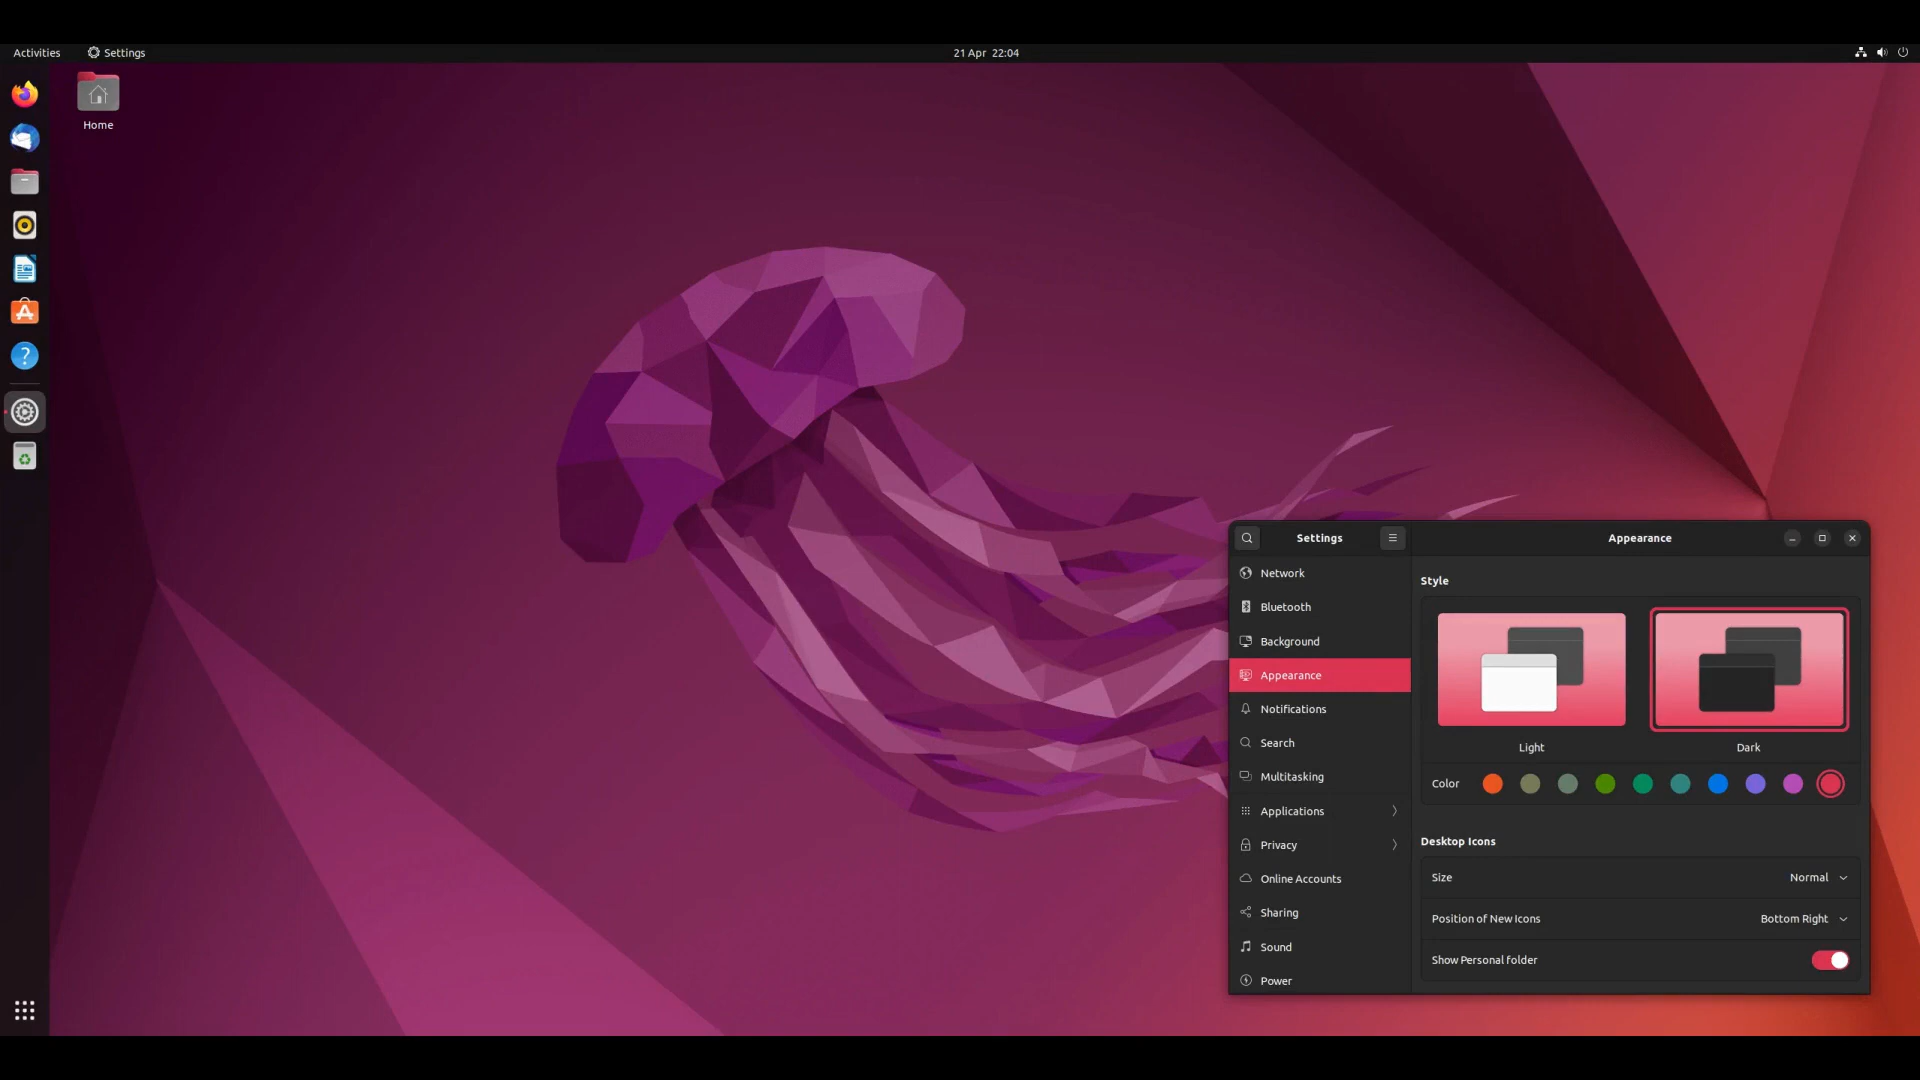 Activities
Settings
21 Apr 22:04
Home
Settings
Appearance
Network
Bluetooth
Background
Appearance
Notifications
Search
Multitasking
Applications
Privacy
Online Accounts
Sharing
Sound
Power
Style
Light
Dark
Color
Desktop Icons
Size
Normal
Position of New Icons
Bottom Right
Show Personal folder